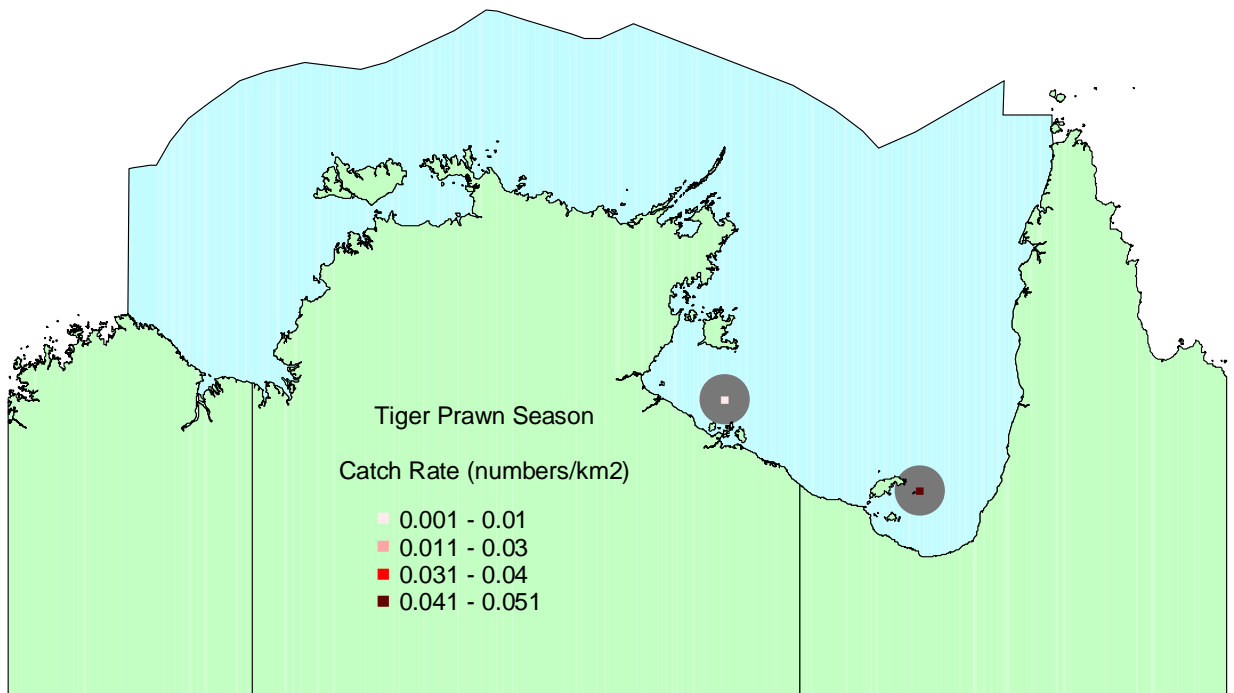 Tiger Prawn Season
Catch Rate (numbers/km2)
0.001 - 0.01
0.011 - 0.03
0.031 - 0.04
0.041 - 0.051